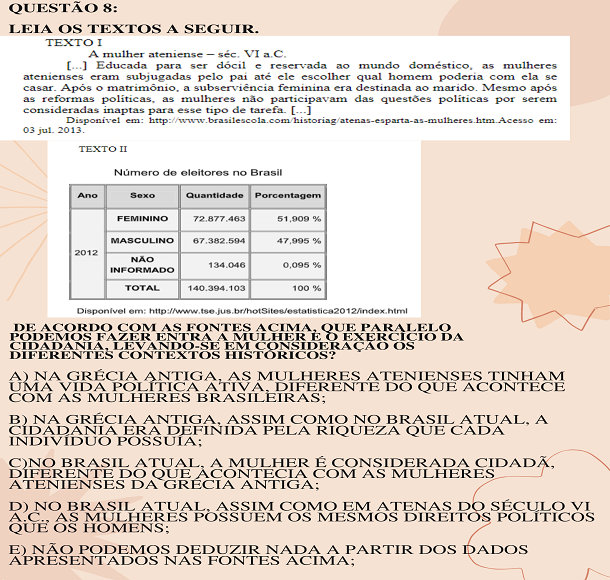 QUESTÃO 8:
LEIA OS TEXTOS A SEGUIR.
TEXTO I
A mulher ateniense – séc. VI a.C.
[...] Educada para ser dócil e reservada ao mundo doméstico, as mulheres
atenienses eram subjugadas pelo pai até ele escolher qual homem poderia com ela se
casar. Após o matrimônio, a subserviência feminina era destinada ao marido. Mesmo após
as reformas políticas, as mulheres não participavam das questões políticas por serem
consideradas inaptas para esse tipo de tarefa. [...]
Disponível em: http://www.brasilescola.com/historiag/atenas-esparta-as-mulheres.htm.Acesso em:
03 jul. 2013.
TEXTO II
Número de eleitores no Brasil
Ano Sexo Quantidade Porcentagem
FEMININO 72.877.463 51,909 %
MASCULINO 67.382.594 47,995 %
2012
NÃO
INFORMADO 134.046 0,095 %
TOTAL 140.394.103 100 %
Disponível em: http://www.tse.jus.br/hotSites/estatistica2012/index.html
DE ACORDO COM AS FONTES ACIMA, QUE PARALELO
PODEMOS FAZER ENTRA A MULHER E O EXERCÍCIO DA
CIDADANIA, LEVANDO-SE EM CONSIDERAÇÃO OS
DIFERENTES CONTEXTOS HISTÓRICOS?
A) NA GRÉCIA ANTIGA, AS MULHERES ATENIENSES TINHAM
UMA VIDA POLÍTICA ATIVA, DIFERENTE DO QUE ACONTECE
COM AS MULHERES BRASILEIRAS;
B) NA GRÉCIA ANTIGA, ASSIM COMO NO BRASIL ATUAL, A
CIDADANIA ERA DEFINIDA PELA RIQUEZA QUE CADA
INDIVÍDUO POSSUÍA;
C)NO BRASIL ATUAL, A MULHER É CONSIDERADA CIDADÃ,
DIFERENTE DO QUE ACONTECIA COM AS MULHERES
ATENIENSES DA GRÉCIA ANTIGA;
D) NO BRASIL ATUAL, ASSIM COMO EM ATENAS DO SÉCULO VI
A.C., AS MULHERES POSSUEM OS MESMOS DIREITOS POLÍTICOS
QUE OS HOMENS;
E) NÃO PODEMOS DEDUZIR NADA A PARTIR DOS DADOS
APRESENTADOS NAS FONTES ACIMA;